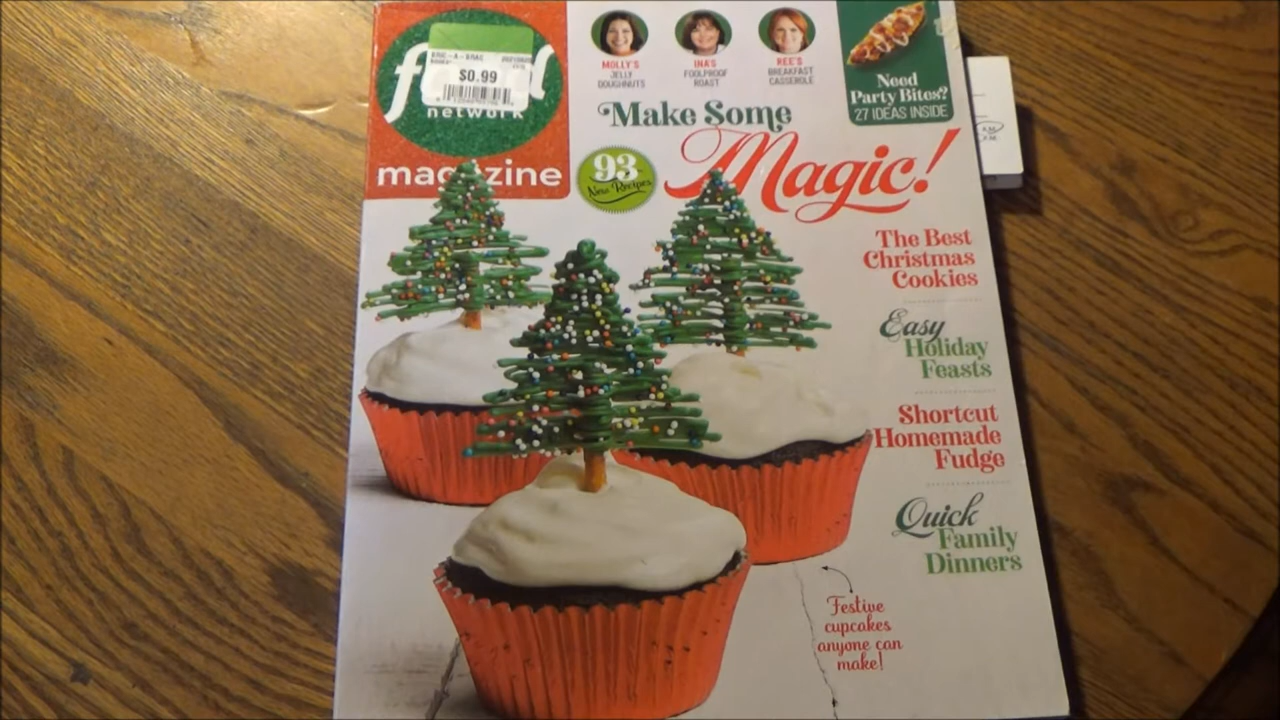 food
$0.99
network
magazine
MOLLY'S
JELLY
DOUGHNUTS
INA'S
FOOLPROOF
ROAST
REE'S
BREAKFAST
CASSEROLE
Need
Party Bites?
27 IDEAS INSIDE
Make Some
Magic!
93
New Recipes
The Best
Christmas
Cookies
Easy
Holiday
Feasts
Shortcut
Homemade
Fudge
Quick
Family
Dinners
Festive
cupcakes
anyone can
make!